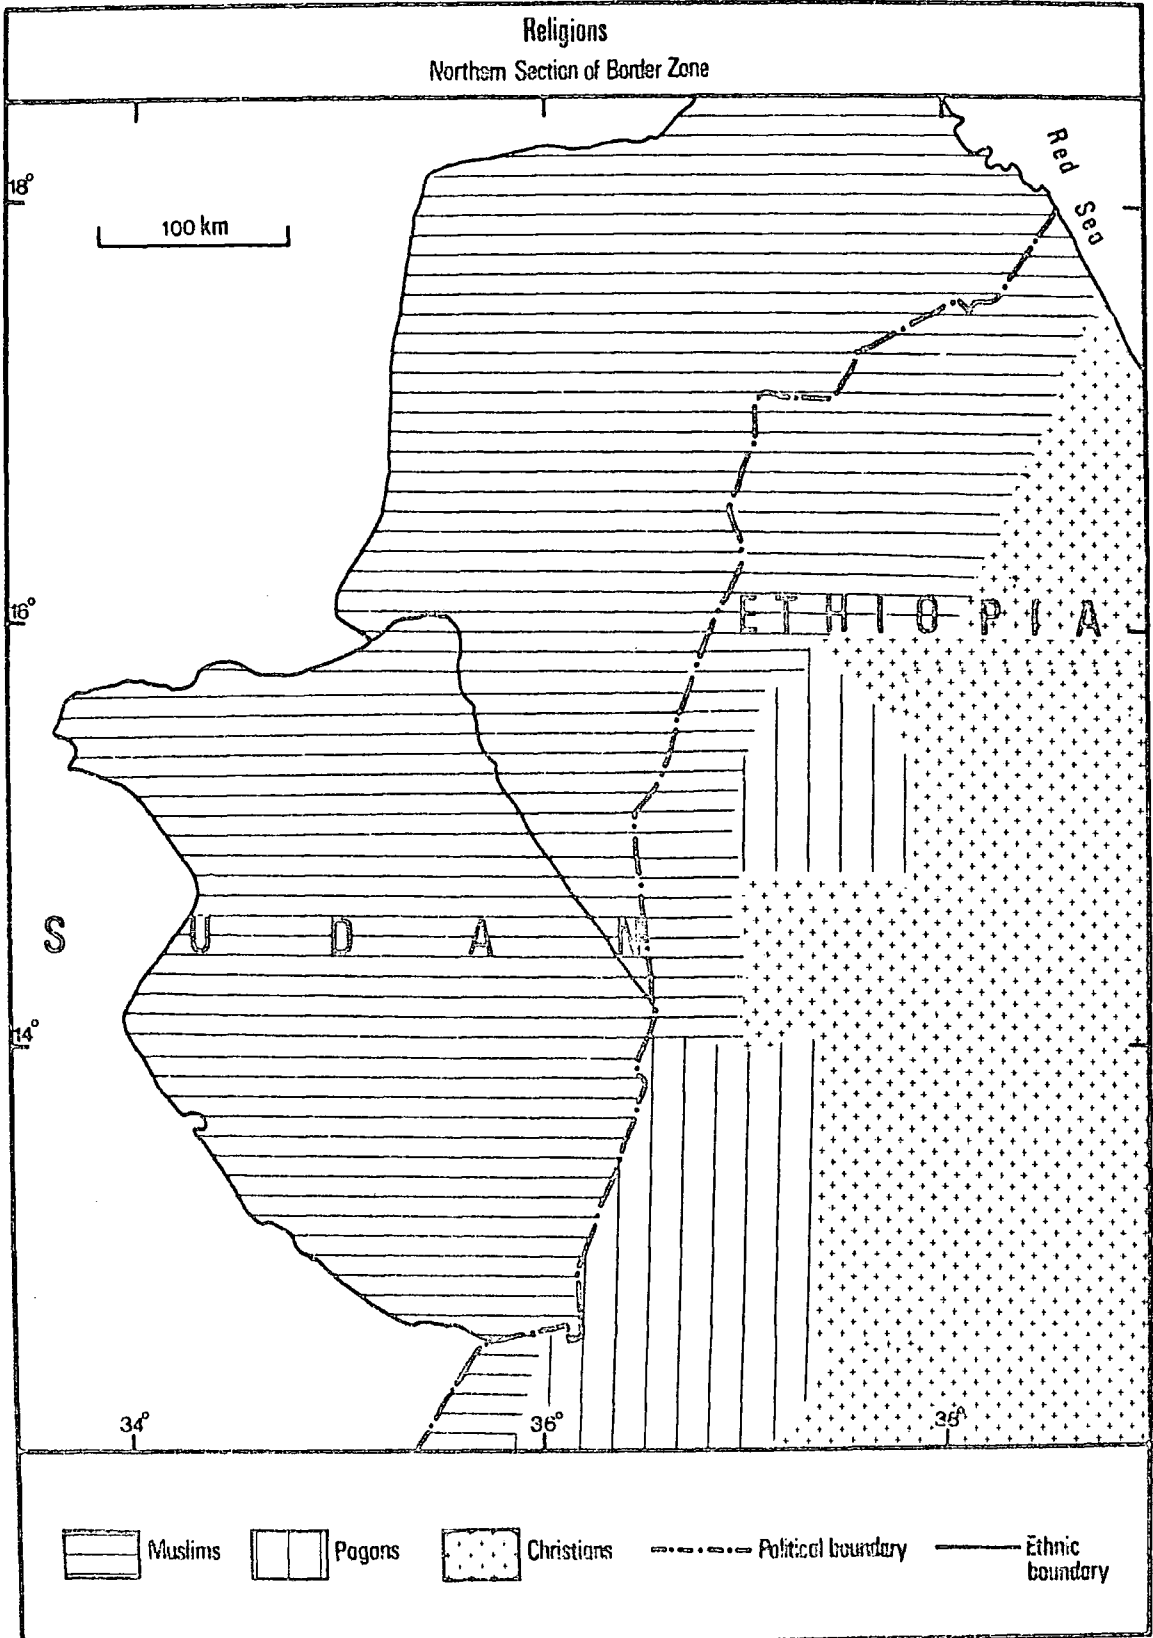 Religions
Northern Section of Border Zone
Red Sea
18°
100 km
16°
ETHIOPIA
SUDAN
14°
34°
36°
38°
Muslims
Pagans
Christians
Political boundary
Ethnic
boundary